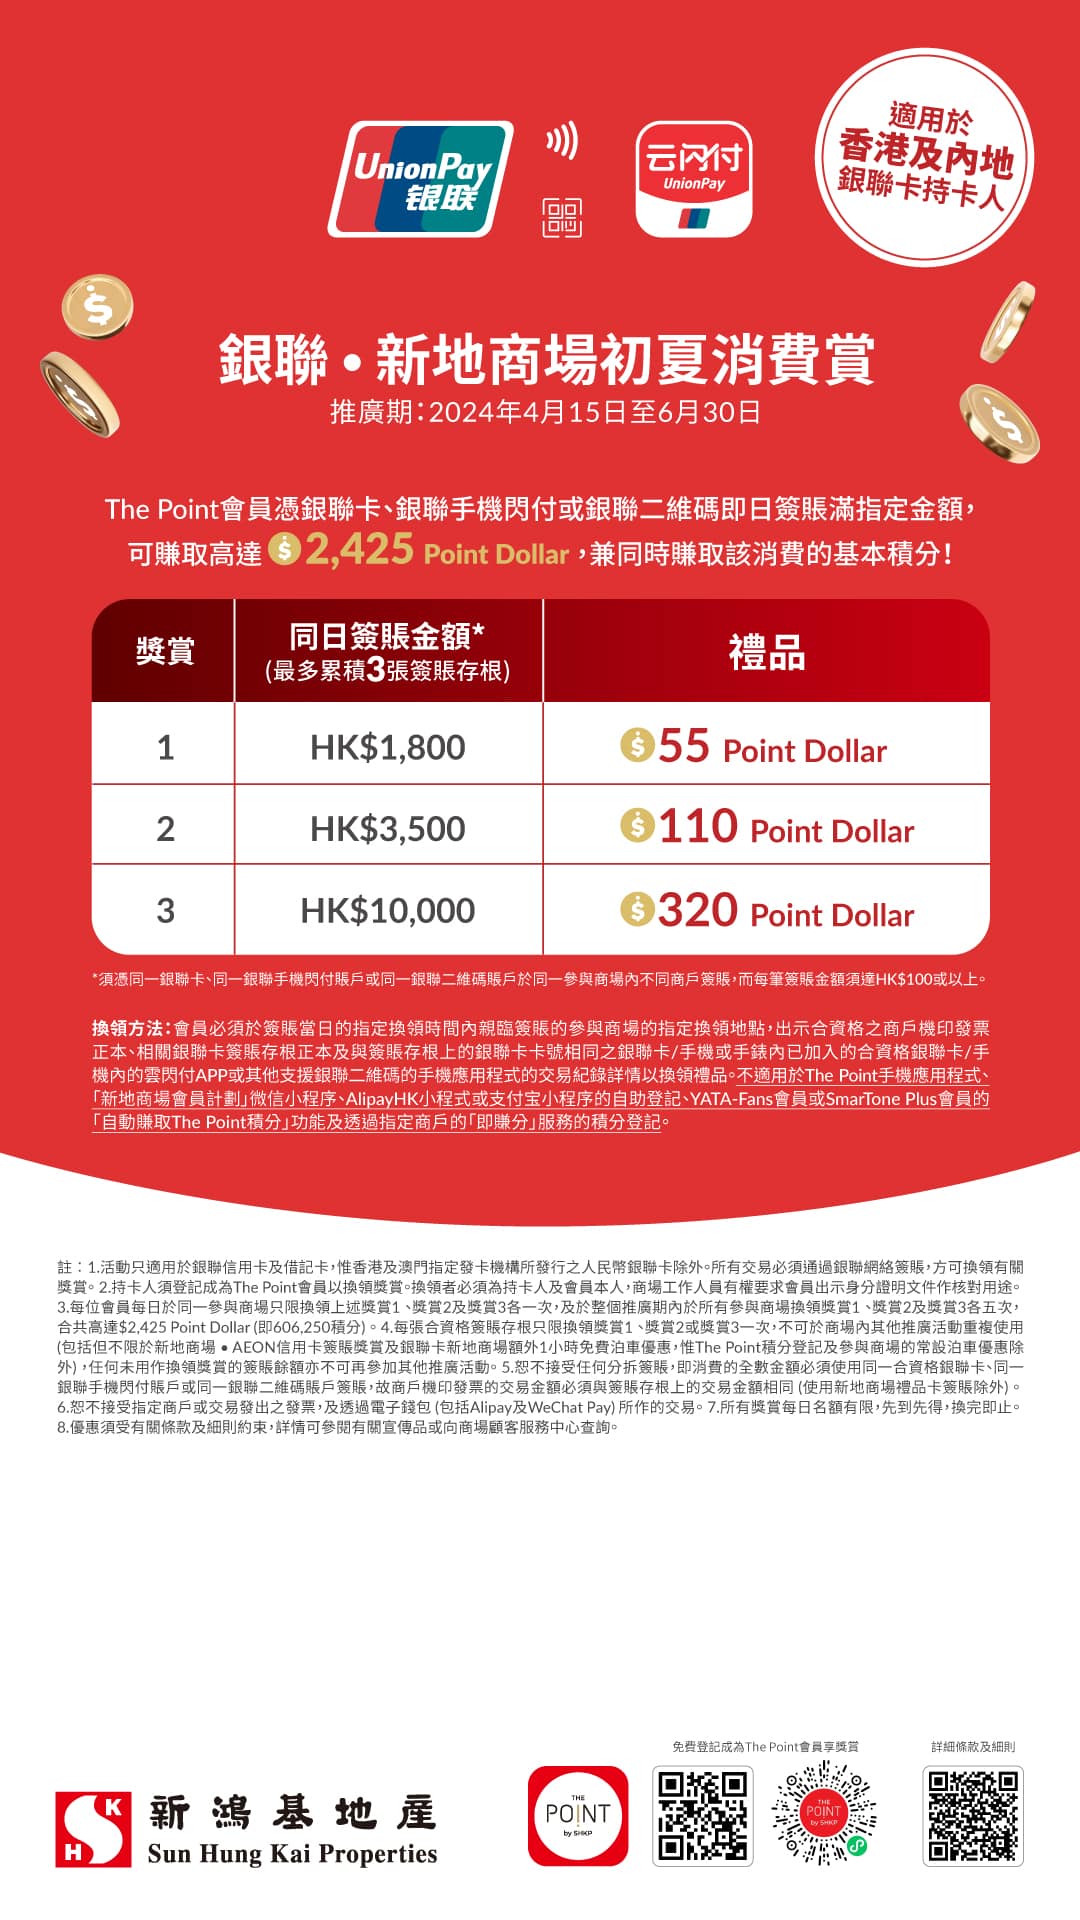 適用於
香港及內地
銀聯卡持卡人
UnionPay
银联
云闪付
UnionPay
銀聯•新地商場初夏消費賞
推廣期：2024年4月15日至6月30日
The Point會員憑銀聯卡、銀聯手機閃付或銀聯二維碼即日簽賬滿指定金額，
可賺取高達 $ 2,425 Point Dollar，兼同時賺取該消費的基本積分！
獎賞
同日簽賬金額*
(最多累積3張簽賬存根)
禮品
1 HK$1,800 $ 55 Point Dollar
2 HK$3,500 $ 110 Point Dollar
3 HK$10,000 $ 320 Point Dollar
*須憑同一銀聯卡、同一銀聯手機閃付賬戶或同一銀聯二維碼賬戶於同一參與商場內不同商戶簽賬，而每筆簽賬金額須達HK$100或以上。
換領方法：會員必須於簽賬當日的指定換領時間內親臨簽賬的參與商場的指定換領地點，出示合資格之商戶機印發票
正本、相關銀聯卡簽賬存根正本及與簽賬存根上的銀聯卡卡號相同之銀聯卡/手機或手錶內已加入的合資格銀聯卡/手
機內的雲閃付APP或其他支援銀聯二維碼的手機應用程式的交易紀錄詳情以換領禮品。不適用於The Point手機應用程式、
「新地商場會員計劃」微信小程序、AlipayHK小程式或支付宝小程序的自助登記、YATA-Fans會員或SmarTone Plus會員的
「自動賺取The Point積分」功能及透過指定商戶的「即賺分」服務的積分登記。
註：1.活動只適用於銀聯信用卡及借記卡，惟香港及澳門指定發卡機構所發行之人民幣銀聯卡除外。所有交易必須通過銀聯網絡簽賬，方可換領有關
獎賞。2.持卡人須登記成為The Point會員以換領獎賞。換領者必須為持卡人及會員本人，商場工作人員有權要求會員出示身分證明文件作核對用途。
3.每位會員每日於同一參與商場只限換領上述獎賞1、獎賞2及獎賞3各一次，及於整個推廣期內於所有參與商場換領獎賞1、獎賞2及獎賞3各五次，
合共高達$2,425 Point Dollar (即606,250積分)。4.每張合資格簽賬存根只限換領獎賞1、獎賞2或獎賞3一次，不可於商場內其他推廣活動重複使用
(包括但不限於新地商場 • AEON信用卡簽賬獎賞及銀聯卡新地商場額外1小時免費泊車優惠，惟The Point積分登記及參與商場的常設泊車優惠除
外)，任何未用作換領獎賞的簽賬餘額亦不可再參加其他推廣活動。5.恕不接受任何分拆簽賬，即消費的全數金額必須使用同一合資格銀聯卡、同一
銀聯手機閃付賬戶或同一銀聯二維碼賬戶簽賬，故商戶機印發票的交易金額必須與簽賬存根上的交易金額相同 (使用新地商場禮品卡簽賬除外)。
6.恕不接受指定商戶或交易發出之發票，及透過電子錢包 (包括Alipay及WeChat Pay) 所作的交易。7.所有獎賞每日名額有限，先到先得，換完即止。
8.優惠須受有關條款及細則約束，詳情可參閱有關宣傳品或向商場顧客服務中心查詢。
免費登記成為The Point會員享獎賞
詳細條款及細則
SHK
新鴻基地產
Sun Hung Kai Properties
THE
PO!NT
by SHKP
THE
PO!NT
by SHKP